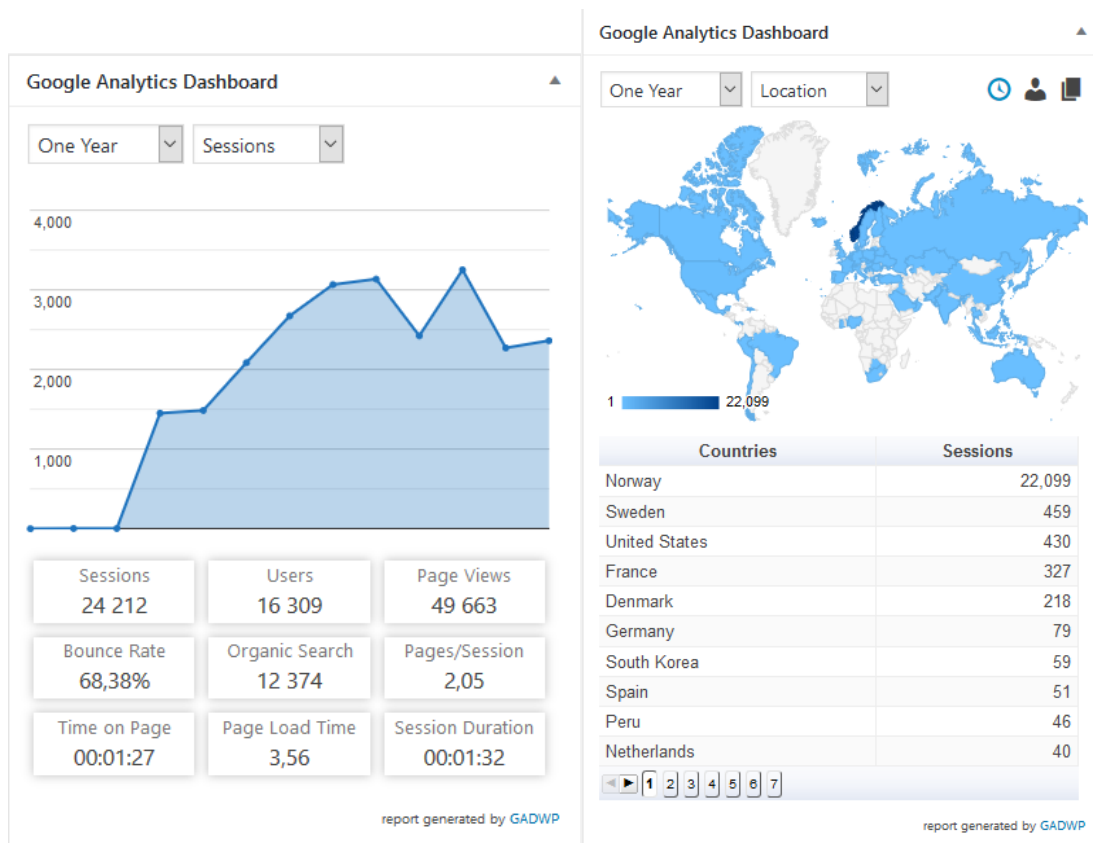 Google Analytics Dashboard
One Year Sessions
4,000
3,000
2,000
1,000
Sessions Users Page Views
24 212 16 309 49 663
Bounce Rate Organic Search Pages/Session
68,38% 12 374 2,05
Time on Page Page Load Time Session Duration
00:01:27 3,56 00:01:32
report generated by GADWP
Google Analytics Dashboard
One Year Location
1 22,099
Countries Sessions
Norway 22,099
Sweden 459
United States 430
France 327
Denmark 218
Germany 79
South Korea 59
Spain 51
Peru 46
Netherlands 40
1 2 3 4 5 6 7
report generated by GADWP